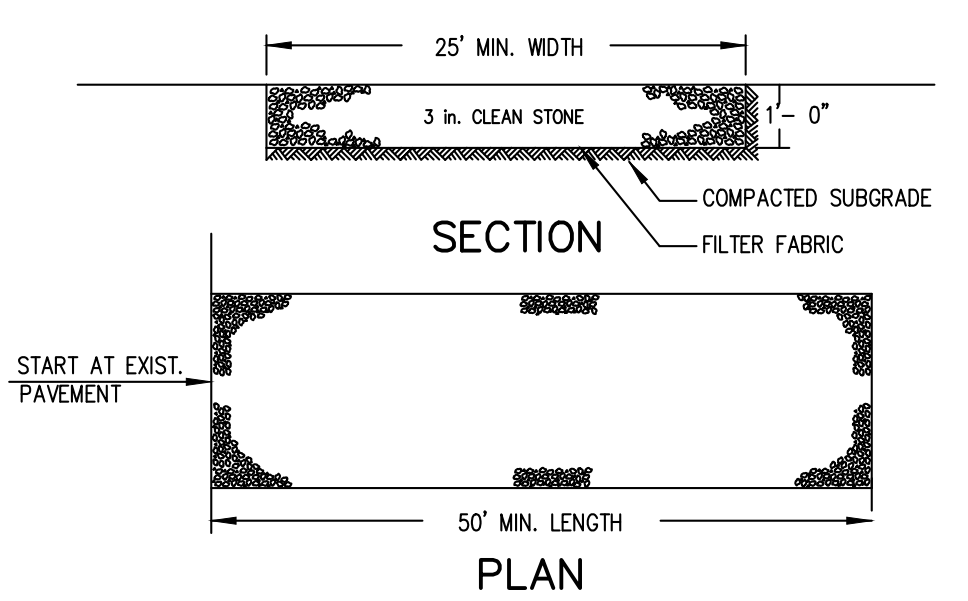 25' MIN. WIDTH
3 in. CLEAN STONE
1'- 0"
COMPACTED SUBGRADE
SECTION
FILTER FABRIC
START AT EXIST.
PAVEMENT
50' MIN. LENGTH
PLAN